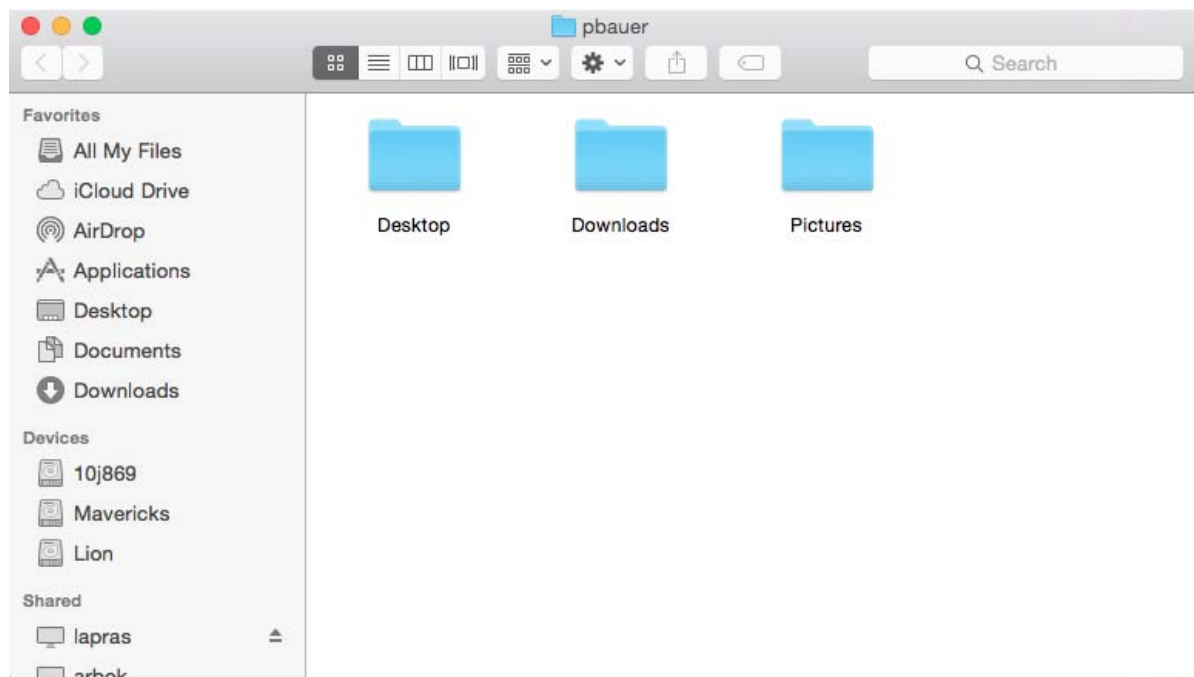 pbauer
Search
Favorites
All My Files
iCloud Drive
AirDrop
Applications
Desktop
Documents
Downloads
Devices
10j869
Mavericks
Lion
Shared
lapras
arbok
Desktop
Downloads
Pictures